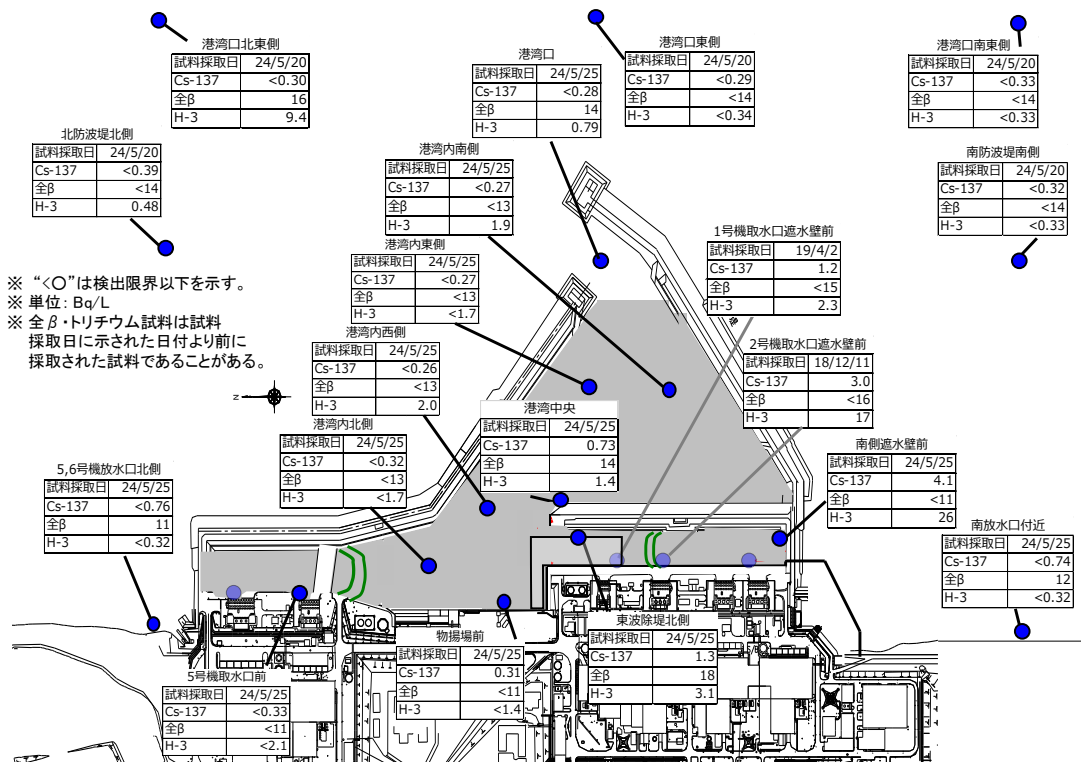 港湾口北東側
試料採取日 24/5/20
Cs-137 <0.30
全β 16
H-3 9.4
港湾口
試料採取日 24/5/25
Cs-137 <0.28
全β 14
H-3 0.79
港湾口東側
試料採取日 24/5/20
Cs-137 <0.29
全β <14
H-3 <0.34
港湾口南東側
試料採取日 24/5/20
Cs-137 <0.33
全β <14
H-3 <0.33
北防波堤北側
試料採取日 24/5/20
Cs-137 <0.39
全β <14
H-3 0.48
港湾内南側
試料採取日 24/5/25
Cs-137 <0.27
全β <13
H-3 1.9
南防波堤南側
試料採取日 24/5/20
Cs-137 <0.32
全β <14
H-3 <0.33
港湾内東側
試料採取日 24/5/25
Cs-137 <0.27
全β <13
H-3 <1.7
1号機取水口遮水壁前
試料採取日 19/4/2
Cs-137 1.2
全β <15
H-3 2.3
※ “<○”は検出限界以下を示す。
※ 単位: Bq/L
※ 全β・トリチウム試料は試料
採取日に示された日付より前に
採取された試料であることがある。
堤
N
港湾内西側
試料採取日 24/5/25
Cs-137 <0.26
全β <13
H-3 2.0
2号機取水口遮水壁前
試料採取日 18/12/11
Cs-137 3.0
全β <16
H-3 17
港湾中央
試料採取日 24/5/25
Cs-137 0.73
全β 14
H-3 1.4
港湾内北側
試料採取日 24/5/25
Cs-137 <0.32
全β <13
H-3 <1.7
南側遮水壁前
試料採取日 24/5/25
Cs-137 4.1
全β <11
H-3 26
5,6号機放水口北側
試料採取日 24/5/25
Cs-137 <0.76
全β 11
H-3 <0.32
南放水口付近
試料採取日 24/5/25
Cs-137 <0.74
全β 12
H-3 <0.32
東波除堤北側
試料採取日 24/5/25
Cs-137 1.3
全β 18
H-3 3.1
物揚場前
試料採取日 24/5/25
Cs-137 0.31
全β <11
H-3 <1.4
5号機取水口前
試料採取日 24/5/25
Cs-137 <0.33
全β <11
H-3 <2.1